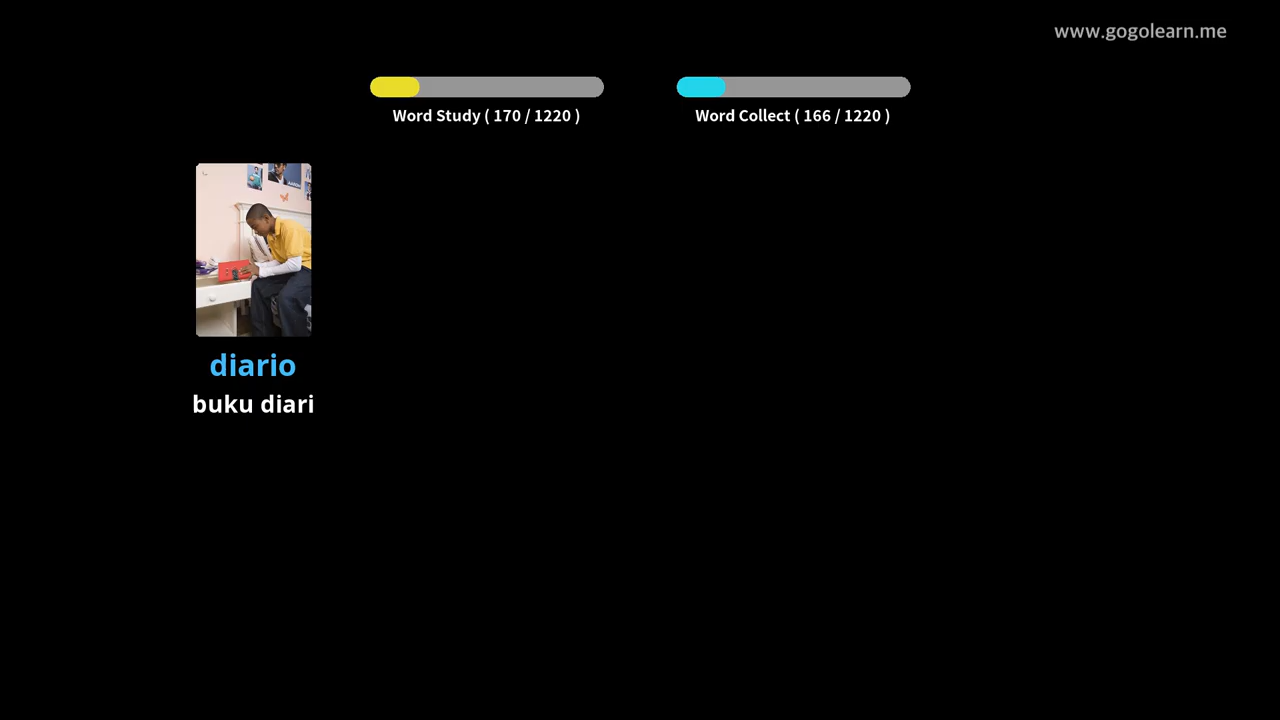 www.gogolearn.me
Word Study ( 170 / 1220 )
Word Collect ( 166 / 1220 )
diario
buku diari